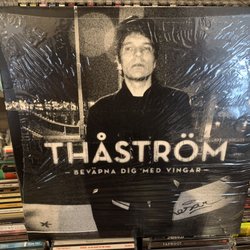 THÅSTRÖM
– BEVÄPNA DIG MED VINGAR –